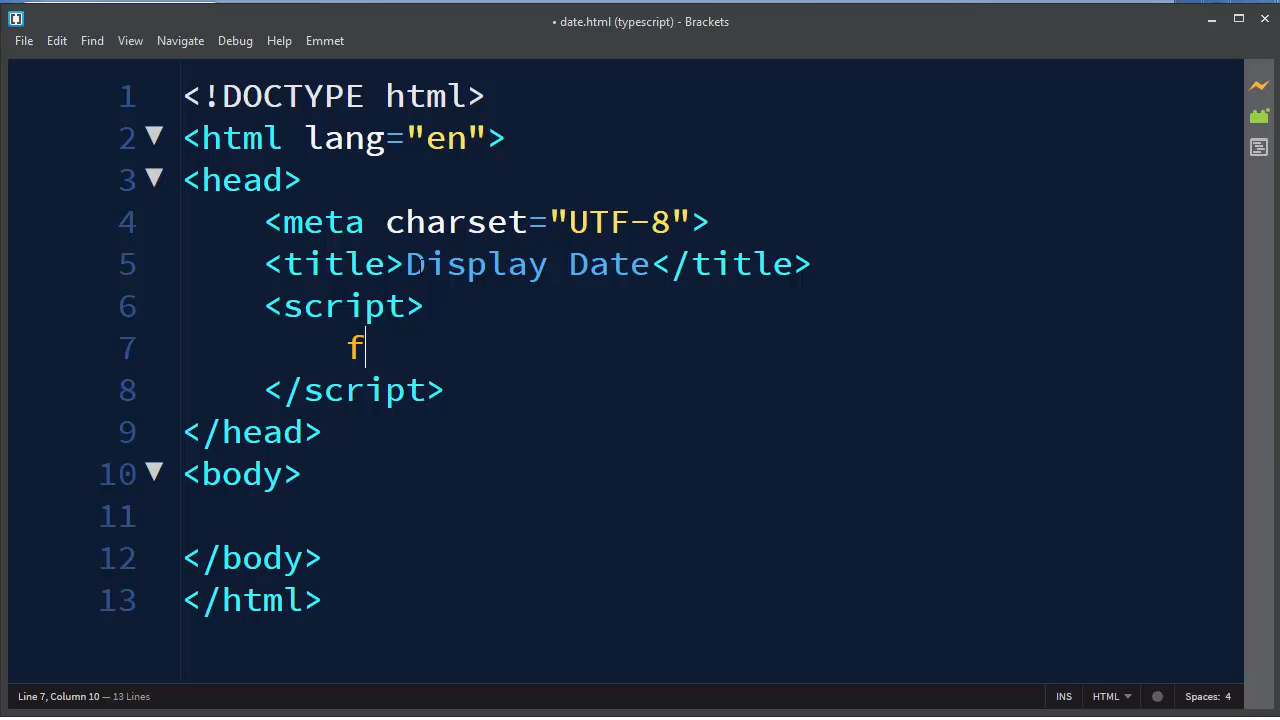 • date.html (typescript) - Brackets
File Edit Find View Navigate Debug Help Emmet
1 <!DOCTYPE html>
2 <html lang="en">
3 <head>
4 <meta charset="UTF-8">
5 <title>Display Date</title>
6 <script>
7 f
8 </script>
9 </head>
10 <body>
11
12 </body>
13 </html>
Line 7, Column 10 — 13 Lines
INS HTML Spaces: 4